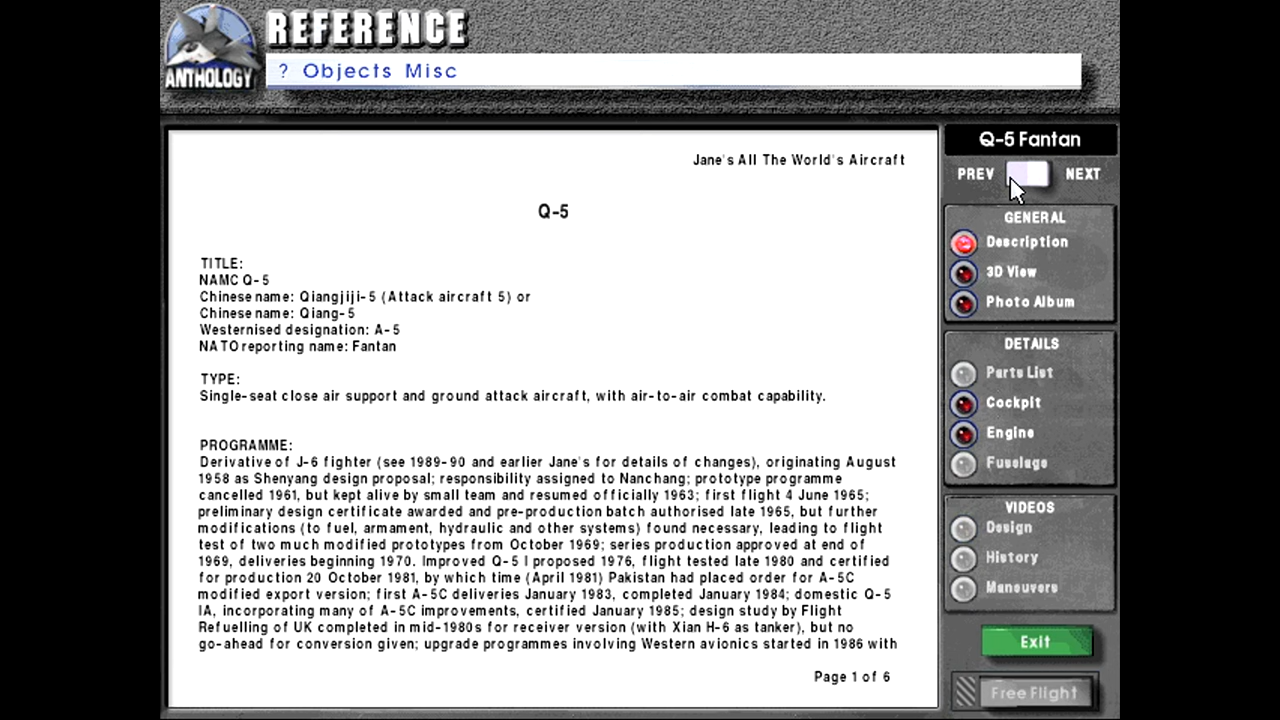 REFERENCE
ANTHOLOGY
? Objects Misc
Jane's All The World's Aircraft
Q-5
TITLE:
NAMC Q-5
Chinese name: Qiangjiji-5 (Attack aircraft 5) or
Chinese name: Qiang-5
Westernised designation: A-5
NATO reporting name: Fantan
TYPE:
Single-seat close air support and ground attack aircraft, with air-to-air combat capability.
PROGRAMME:
Derivative of J-6 fighter (see 1989-90 and earlier Jane's for details of changes), originating August
1958 as Shenyang design proposal; responsibility assigned to Nanchang; prototype programme
cancelled 1961, but kept alive by small team and resumed officially 1963; first flight 4 June 1965;
preliminary design certificate awarded and pre-production batch authorised late 1965, but further
modifications (to fuel, armament, hydraulic and other systems) found necessary, leading to flight
test of two much modified prototypes from October 1969; series production approved at end of
1969, deliveries beginning 1970. Improved Q-5 I proposed 1976, flight tested late 1980 and certified
for production 20 October 1981, by which time (April 1981) Pakistan had placed order for A-5C
modified export version; first A-5C deliveries January 1983, completed January 1984; domestic Q-5
IA, incorporating many of A-5C improvements, certified January 1985; design study by Flight
Refuelling of UK completed in mid-1980s for receiver version (with Xian H-6 as tanker), but no
go-ahead for conversion given; upgrade programmes involving Western avionics started in 1986 with
Page 1 of 6
Q-5 Fantan
PREV NEXT
GENERAL
Description
3D View
Photo Album
DETAILS
Parts List
Cockpit
Engine
Fuselage
VIDEOS
Design
History
Maneuvers
Exit
Free Flight